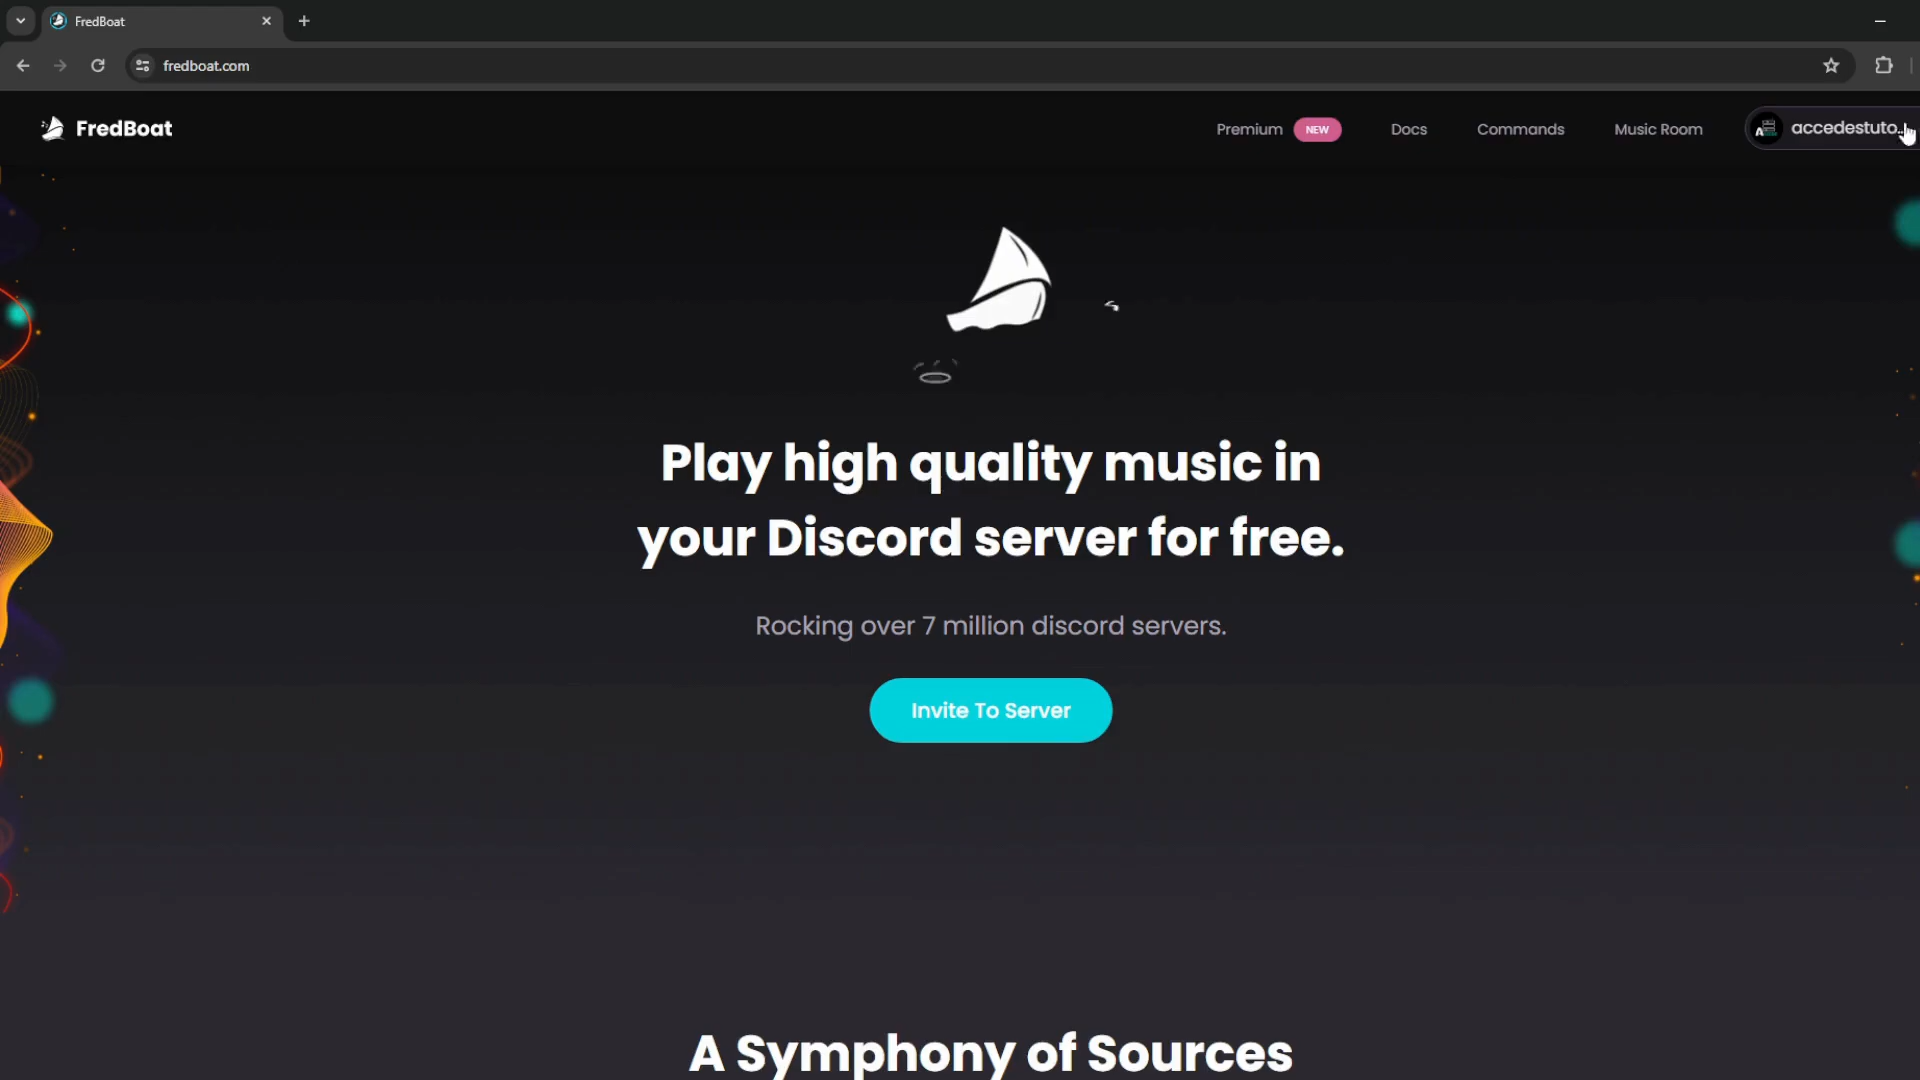 FredBoat
fredboat.com
FredBoat
Premium NEW Docs Commands Music Room accedestuto...
Play high quality music in
your Discord server for free.
Rocking over 7 million discord servers.
Invite To Server
A Symphony of Sources